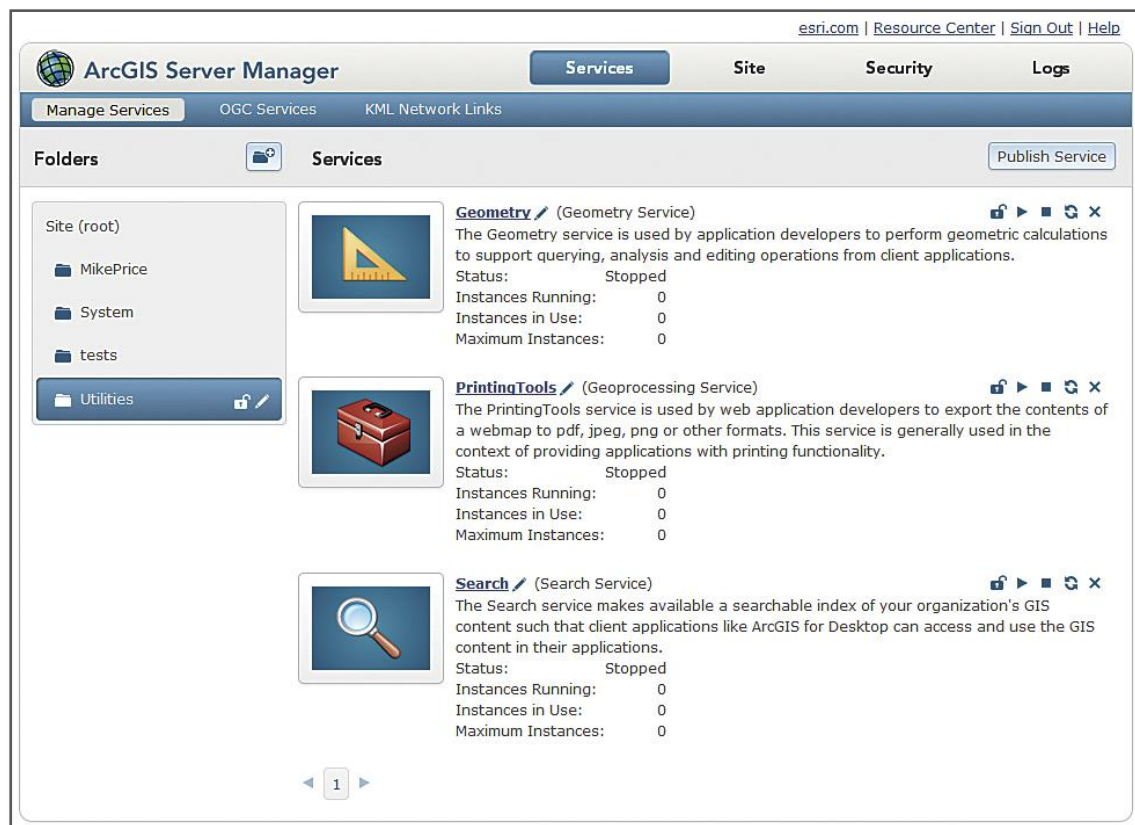 esri.com | Resource Center | Sign Out | Help
ArcGIS Server Manager
Services Site Security Logs
Manage Services OGC Services KML Network Links
Folders
Services
Publish Service
Site (root)
MikePrice
System
tests
Utilities
Geometry (Geometry Service)
The Geometry service is used by application developers to perform geometric calculations
to support querying, analysis and editing operations from client applications.
Status: Stopped
Instances Running: 0
Instances in Use: 0
Maximum Instances: 0
PrintingTools (Geoprocessing Service)
The PrintingTools service is used by web application developers to export the contents of
a webmap to pdf, jpeg, png or other formats. This service is generally used in the
context of providing applications with printing functionality.
Status: Stopped
Instances Running: 0
Instances in Use: 0
Maximum Instances: 0
Search (Search Service)
The Search service makes available a searchable index of your organization's GIS
content such that client applications like ArcGIS for Desktop can access and use the GIS
content in their applications.
Status: Stopped
Instances Running: 0
Instances in Use: 0
Maximum Instances: 0
1